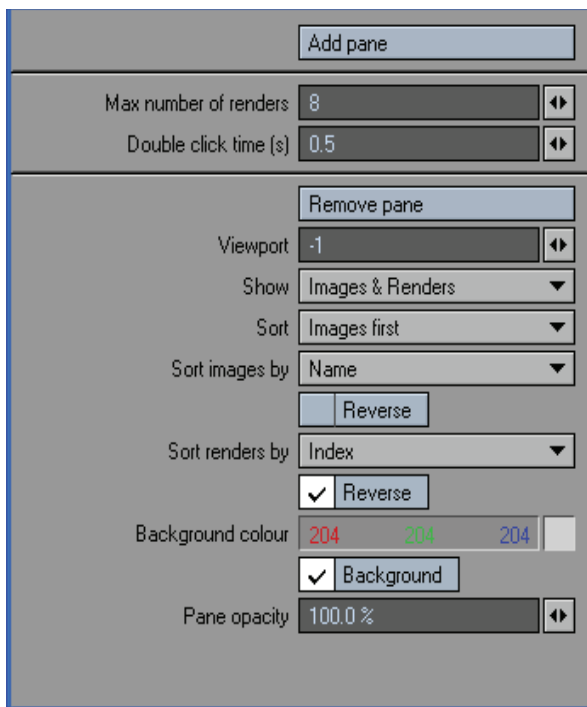 Add pane
Max number of renders 8
Double click time (s) 0.5
Remove pane
Viewport -1
Show Images & Renders
Sort Images first
Sort images by Name
Reverse
Sort renders by Index
Reverse
Background colour 204 204 204
Background
Pane opacity 100.0 %